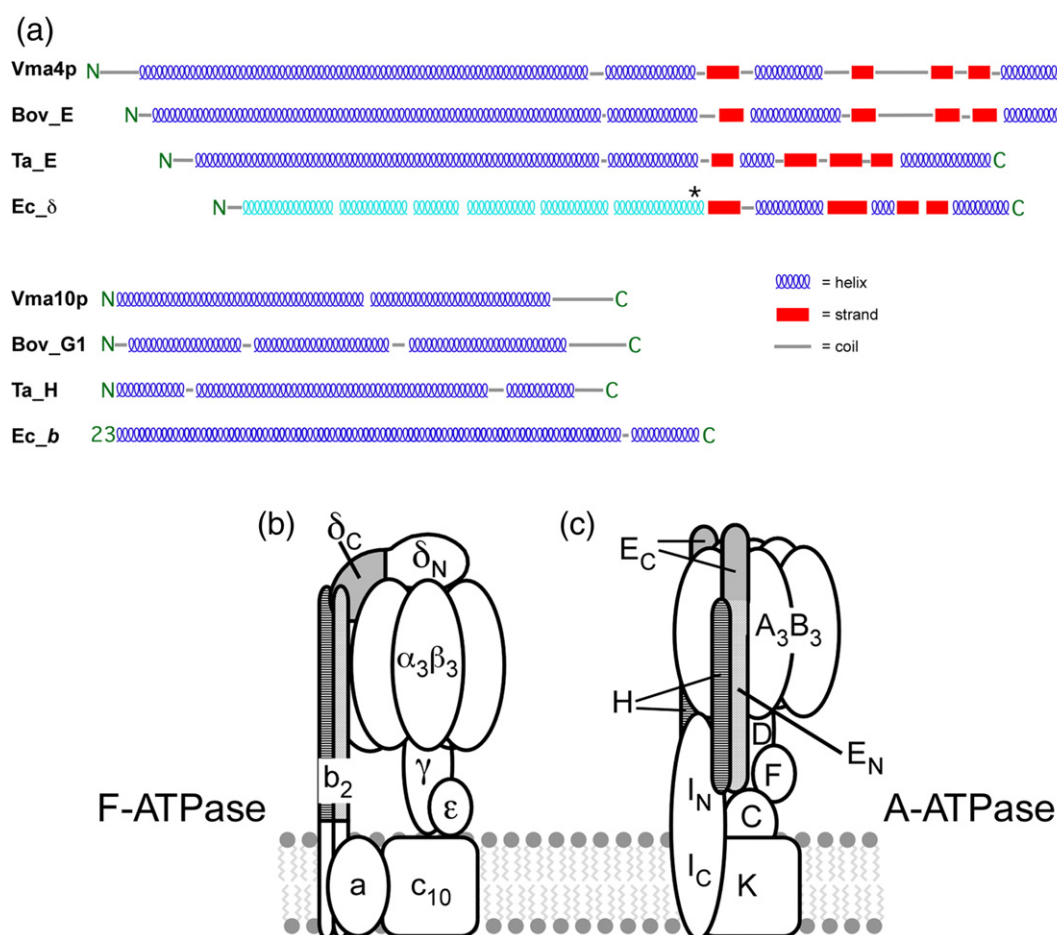 (a)
Vma4p N
Bov_E N
Ta_E N C
Ec_δ N * C
Vma10p N C
Bov_G1 N C
Ta_H N C
Ec_b 23 C
= helix
= strand
= coil
(b) (c)
δC δN
α3β3
b2
γ
ε
a c10
F-ATPase
EC
A3B3
H
D
EN
F
IN
C
IC K
A-ATPase